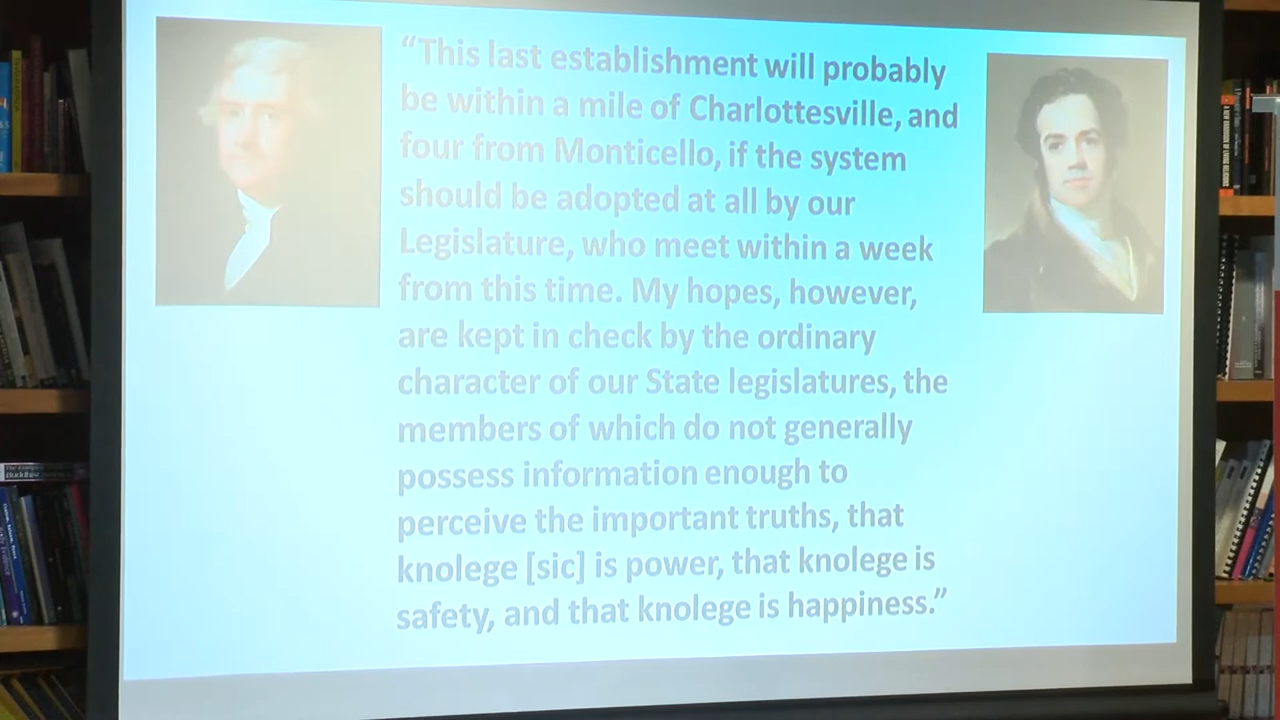 “This last establishment will probably
be within a mile of Charlottesville, and
four from Monticello, if the system
should be adopted at all by our
Legislature, who meet within a week
from this time. My hopes, however,
are kept in check by the ordinary
character of our State legislatures, the
members of which do not generally
possess information enough to
perceive the important truths, that
knolege [sic] is power, that knolege is
safety, and that knolege is happiness.”